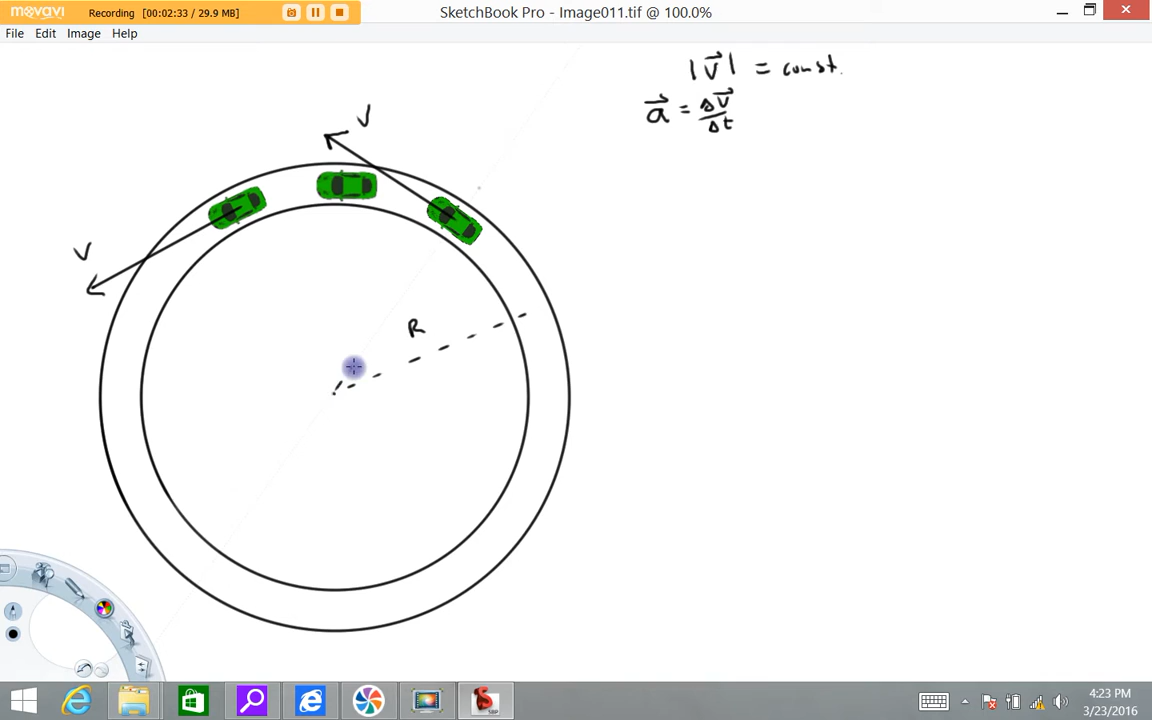 movavi Recording [00:02:33 / 29.9 MB]
SketchBook Pro - Image011.tif @ 100.0%
File Edit Image Help
|v⃗| = const.
a⃗ = Δv⃗/Δt
V
V
R
4:23 PM
3/23/2016